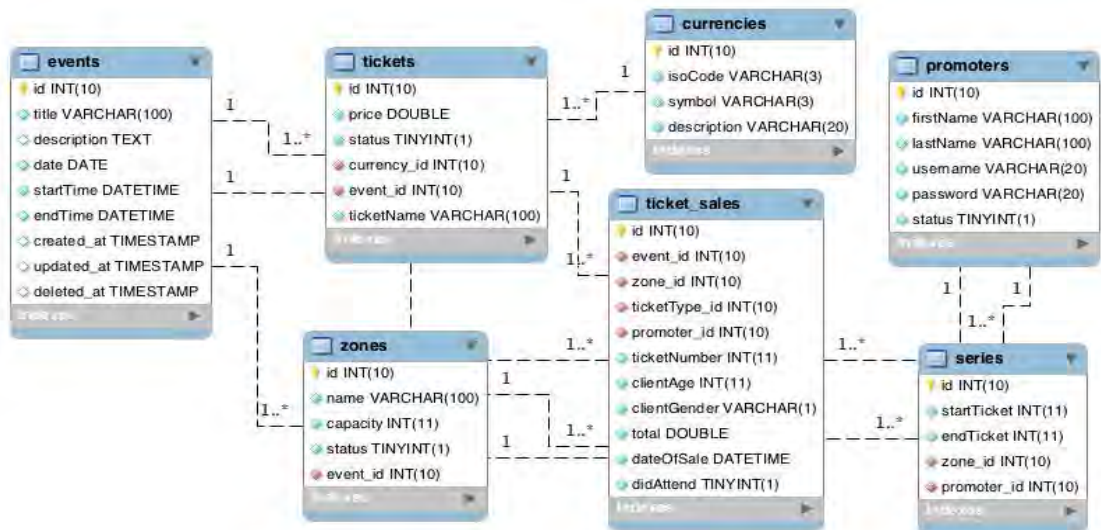 events
id INT(10)
title VARCHAR(100)
description TEXT
date DATE
startTime DATETIME
endTime DATETIME
created_at TIMESTAMP
updated_at TIMESTAMP
deleted_at TIMESTAMP
Indexes
tickets
id INT(10)
price DOUBLE
status TINYINT(1)
currency_id INT(10)
event_id INT(10)
ticketName VARCHAR(100)
Indexes
currencies
id INT(10)
isoCode VARCHAR(3)
symbol VARCHAR(3)
description VARCHAR(20)
Indexes
promoters
id INT(10)
firstName VARCHAR(100)
lastName VARCHAR(100)
username VARCHAR(20)
password VARCHAR(20)
status TINYINT(1)
Indexes
zones
id INT(10)
name VARCHAR(100)
capacity INT(11)
status TINYINT(1)
event_id INT(10)
Indexes
ticket_sales
id INT(10)
event_id INT(10)
zone_id INT(10)
ticketType_id INT(10)
promoter_id INT(10)
ticketNumber INT(11)
clientAge INT(11)
clientGender VARCHAR(1)
total DOUBLE
dateOfSale DATETIME
didAttend TINYINT(1)
Indexes
series
id INT(10)
startTicket INT(11)
endTicket INT(11)
zone_id INT(10)
promoter_id INT(10)
Indexes
1
1..*
1
1
1..*
1
1..*
1
1..*
1..*
1
1..*
1
1..*
1..*
1
1
1..*